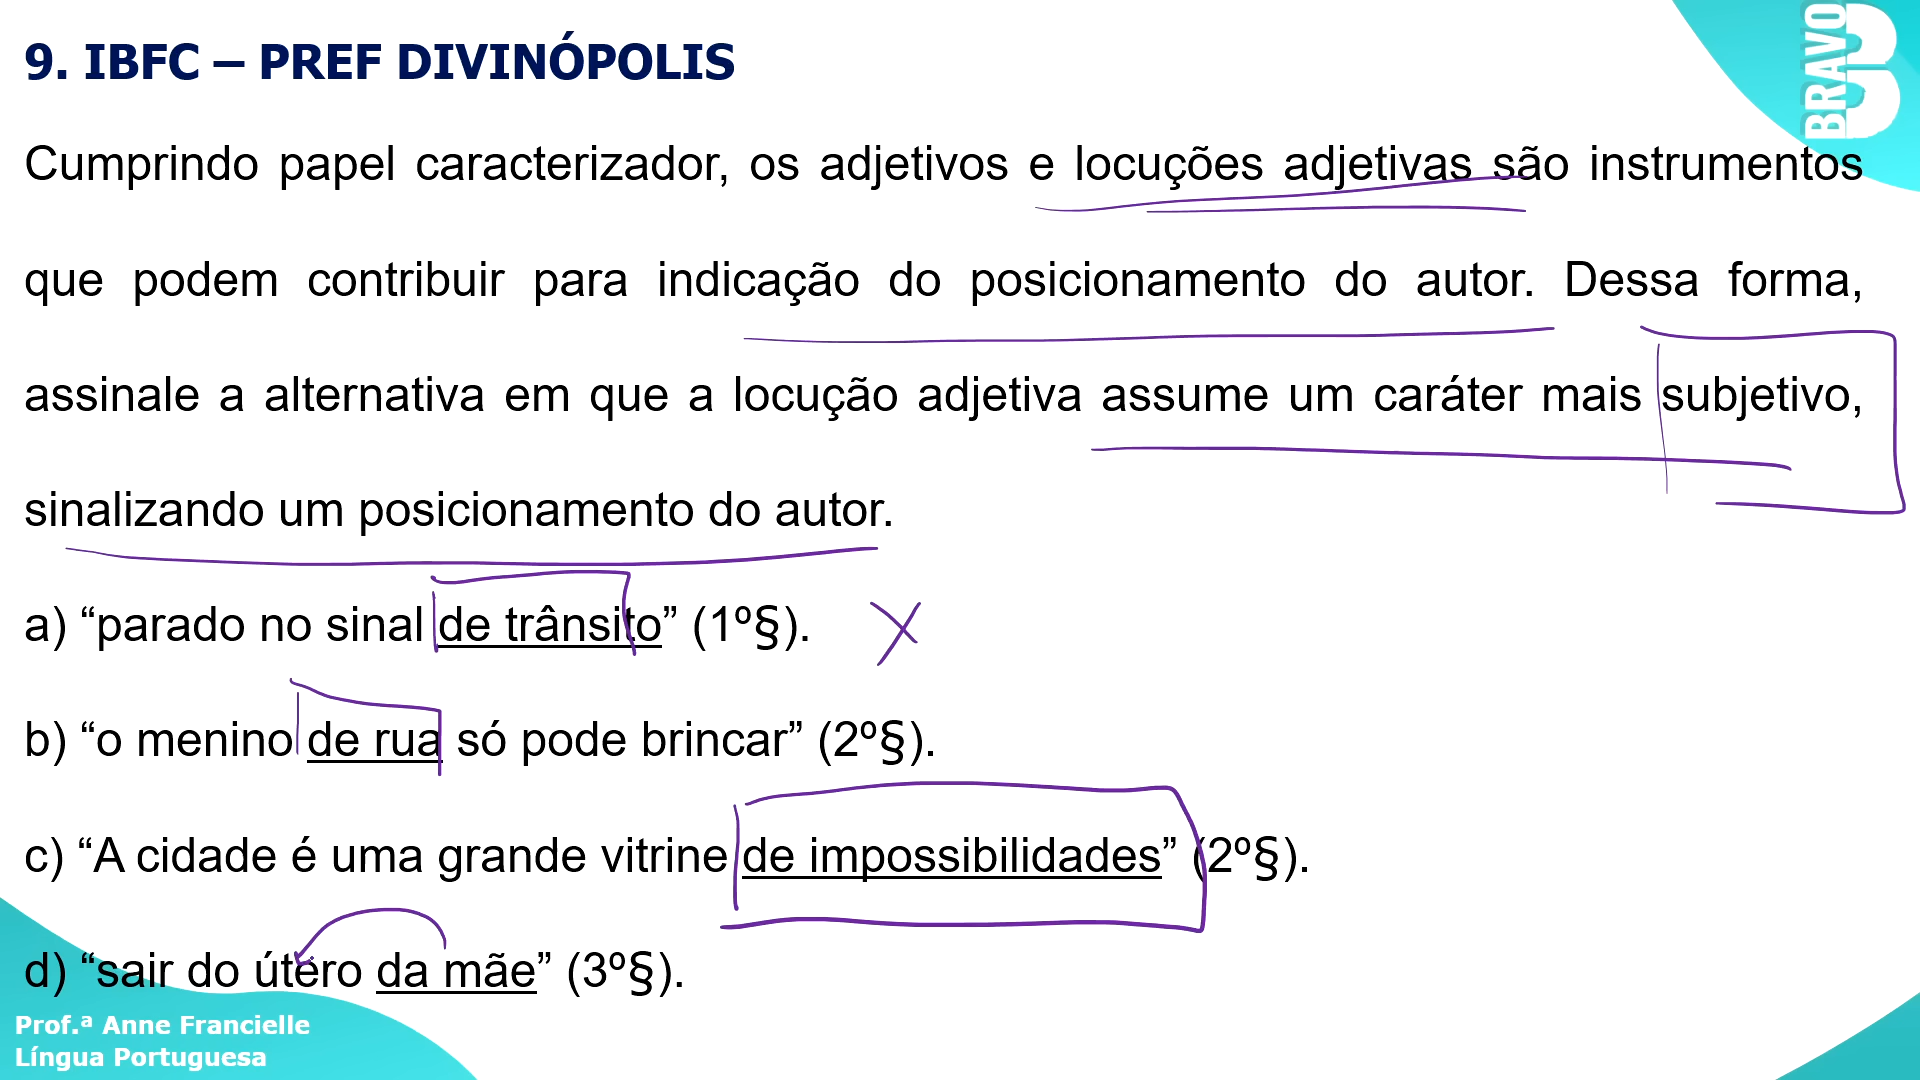 9. IBFC – PREF DIVINÓPOLIS
BRAVO
Cumprindo papel caracterizador, os adjetivos e locuções adjetivas são instrumentos
que podem contribuir para indicação do posicionamento do autor. Dessa forma,
assinale a alternativa em que a locução adjetiva assume um caráter mais subjetivo,
sinalizando um posicionamento do autor.
a) “parado no sinal de trânsito” (1º§).
b) “o menino de rua só pode brincar” (2º§).
c) “A cidade é uma grande vitrine de impossibilidades” (2º§).
d) “sair do útero da mãe” (3º§).
Prof.ª Anne Francielle
Língua Portuguesa